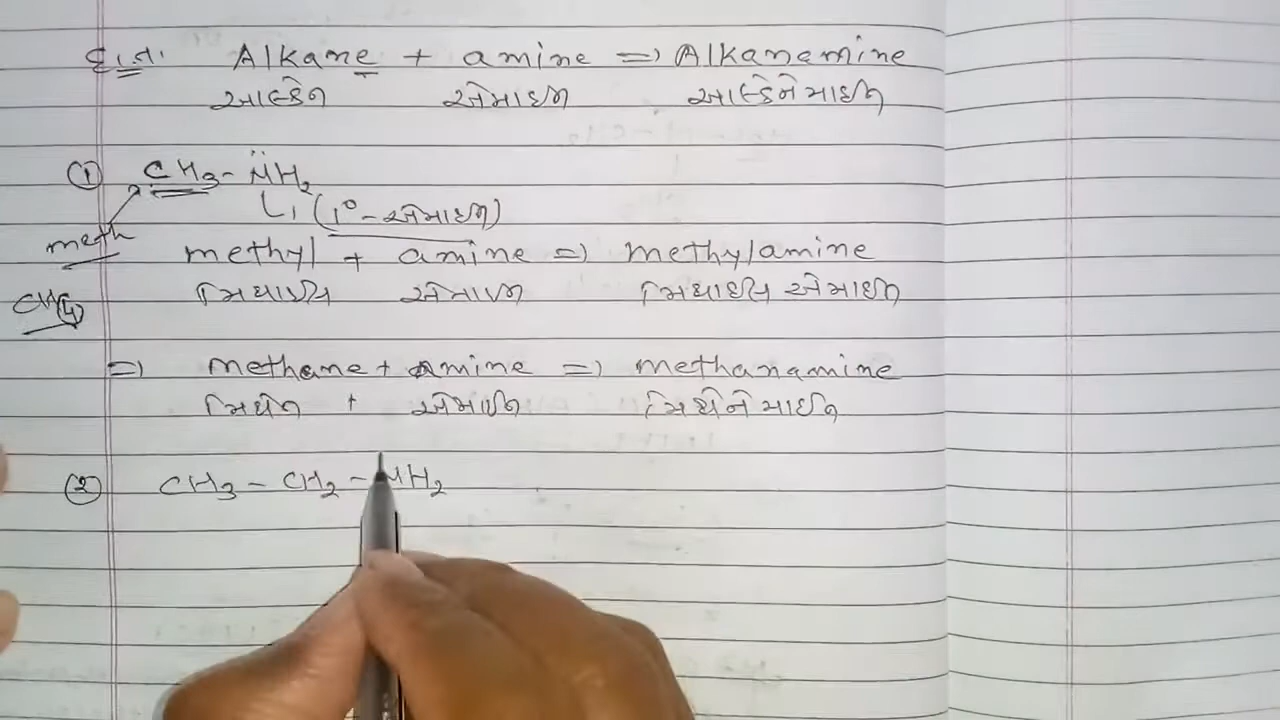 દા.ત. Alkane + amine => Alkanamine
આલ્કેન એમાઇન આલ્કેનેમાઇન
① CH3 - N̈H2
meth ↳ (1° - એમાઇન)
methyl + amine => methylamine
CH4 મિથાઇલ એમાઇન મિથાઇલ એમાઇન
=> methane + amine => methanamine
મિથેન + એમાઇન મિથેનેમાઇન
② CH3 - CH2 - NH2